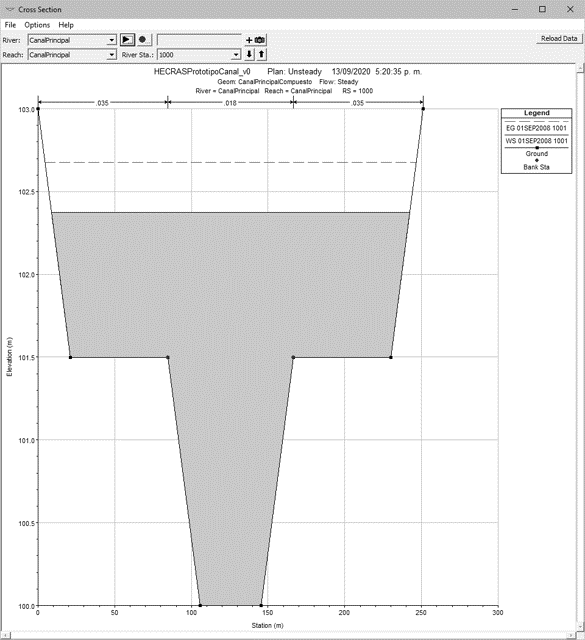 Cross Section
File Options Help
River: CanalPrincipal
Reload Data
Reach: CanalPrincipal River Sta.: 1000
HECRASPrototipoCanal_v0 Plan: Unsteady 13/09/2020 5:20:35 p. m.
Geom: CanalPrincipalCompuesto Flow: Steady
River = CanalPrincipal Reach = CanalPrincipal RS = 1000
.035 .018 .035
Legend
EG 01SEP2008 1001
WS 01SEP2008 1001
Ground
Bank Sta
103.0
102.5
102.0
101.5
101.0
100.5
100.0
Elevation (m)
0 50 100 150 200 250 300
Station (m)